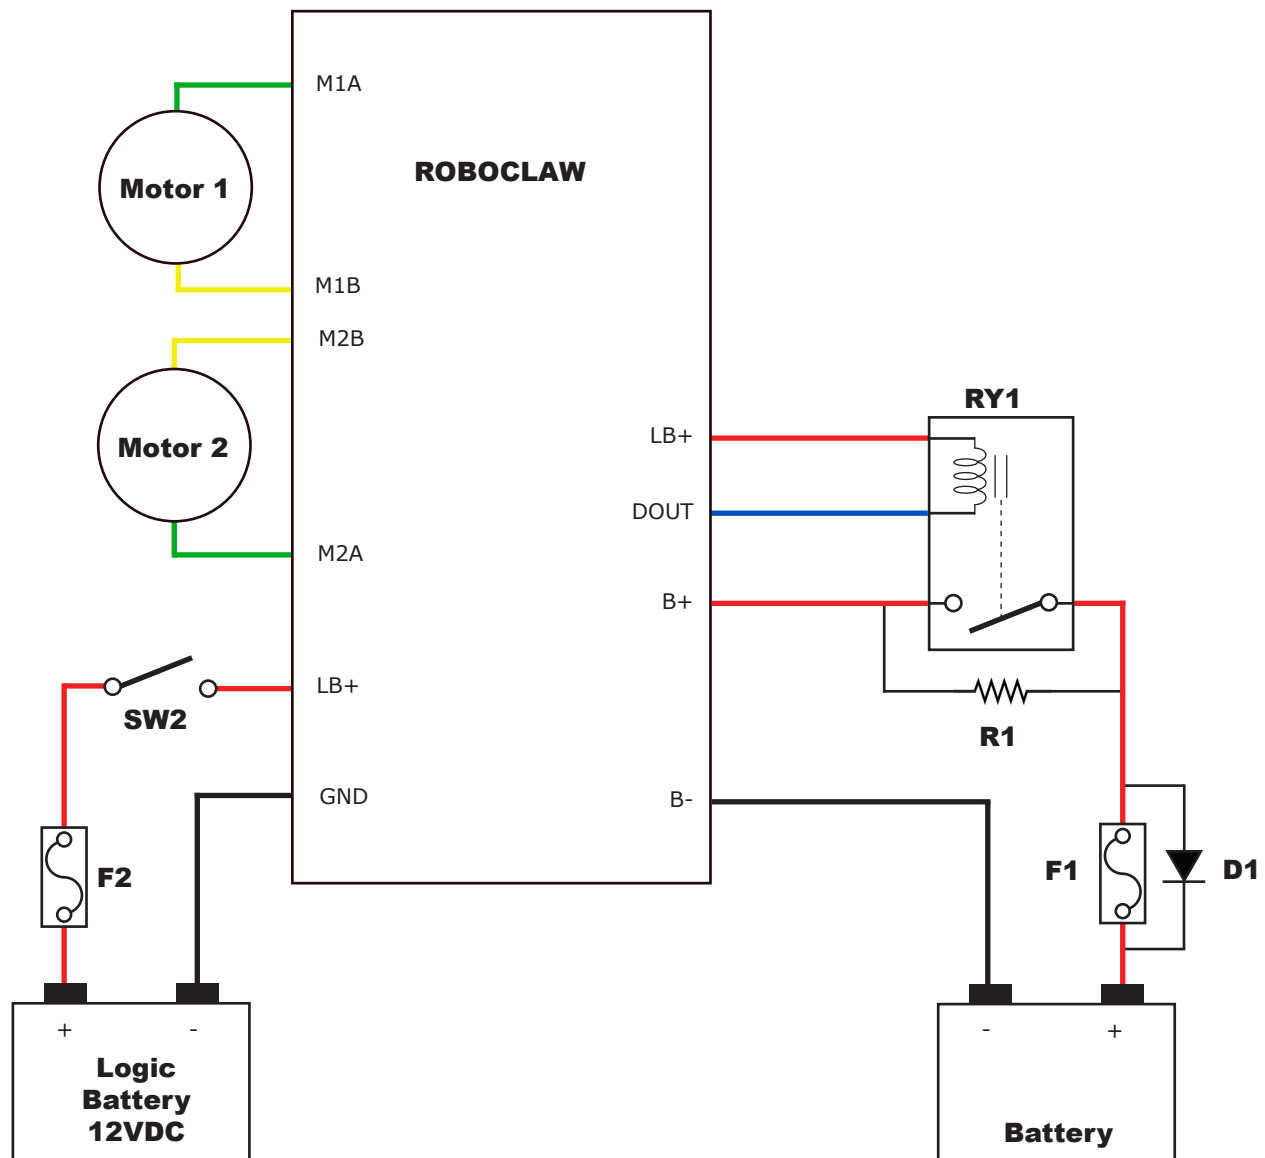 M1A
ROBOCLAW
Motor 1
M1B
M2B
RY1
LB+
Motor 2
DOUT
M2A
B+
LB+
SW2
R1
GND
B-
F2
F1
D1
+
-
-
+
Logic
Battery
12VDC
Battery